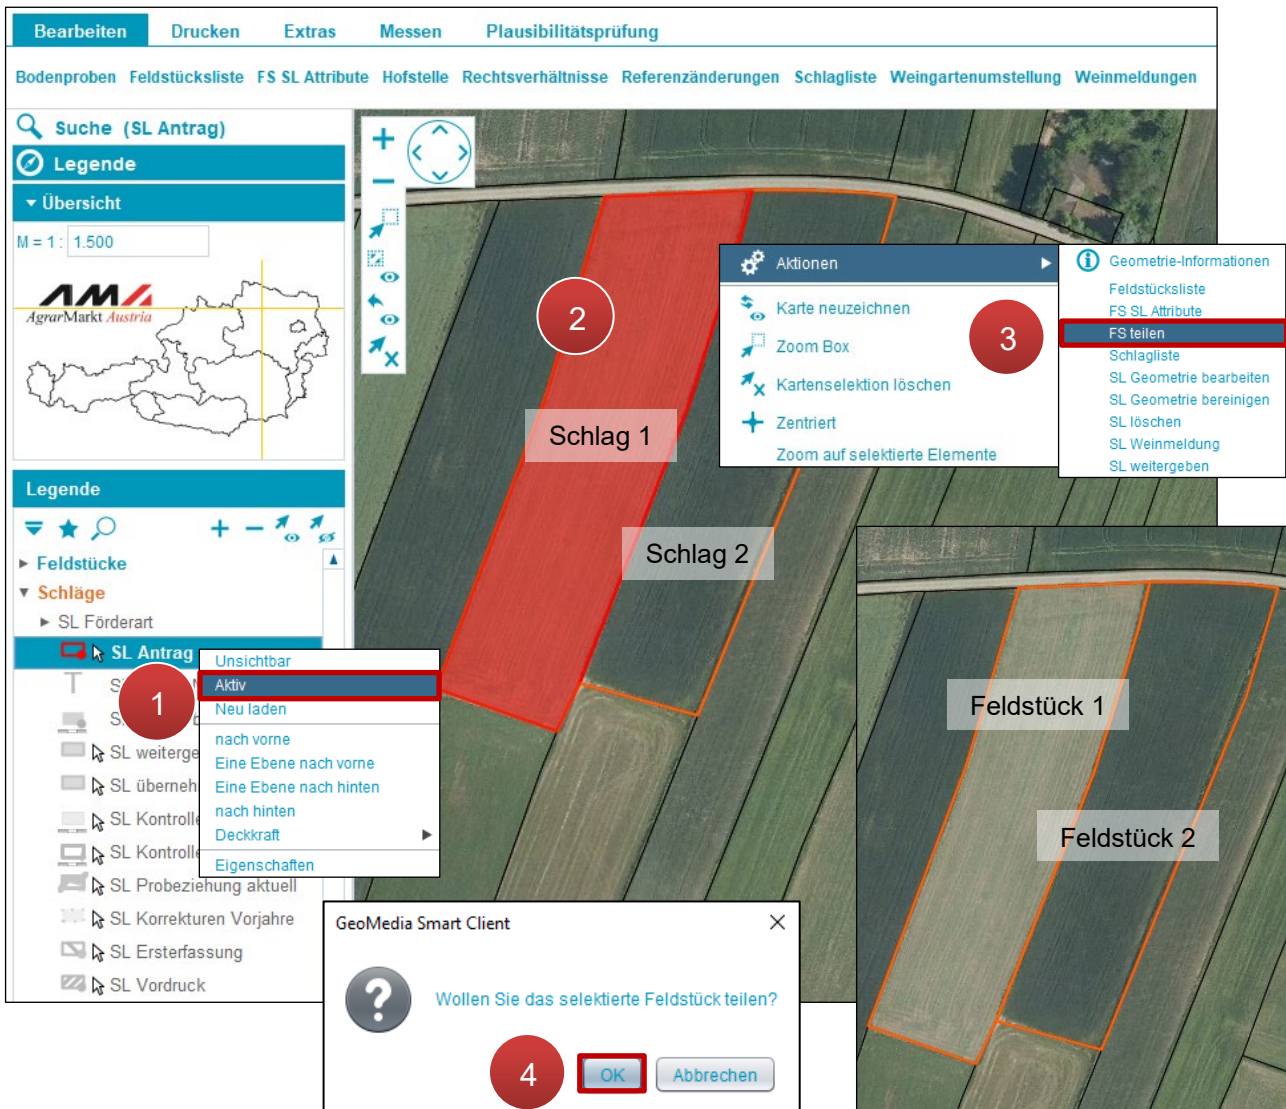 Bearbeiten Drucken Extras Messen Plausibilitätsprüfung
Bodenproben Feldstücksliste FS SL Attribute Hofstelle Rechtsverhältnisse Referenzänderungen Schlagliste Weingartenumstellung Weinmeldungen
Suche (SL Antrag)
Legende
Übersicht
M = 1 : 1.500
AMA
AgrarMarkt Austria
Legende
Feldstücke
Schläge
SL Förderart
SL Antrag
SL weiterge
SL überneh
SL Kontrolle
SL Kontrolle
SL Probeziehung aktuell
SL Korrekturen Vorjahre
SL Ersterfassung
SL Vordruck
1
Unsichtbar
Aktiv
Neu laden
nach vorne
Eine Ebene nach vorne
Eine Ebene nach hinten
nach hinten
Deckkraft
Eigenschaften
2
Schlag 1
Schlag 2
Aktionen
Karte neuzeichnen
Zoom Box
Kartenselektion löschen
Zentriert
Zoom auf selektierte Elemente
3
Geometrie-Informationen
Feldstücksliste
FS SL Attribute
FS teilen
Schlagliste
SL Geometrie bearbeiten
SL Geometrie bereinigen
SL löschen
SL Weinmeldung
SL weitergeben
Feldstück 1
Feldstück 2
GeoMedia Smart Client
Wollen Sie das selektierte Feldstück teilen?
4
OK Abbrechen